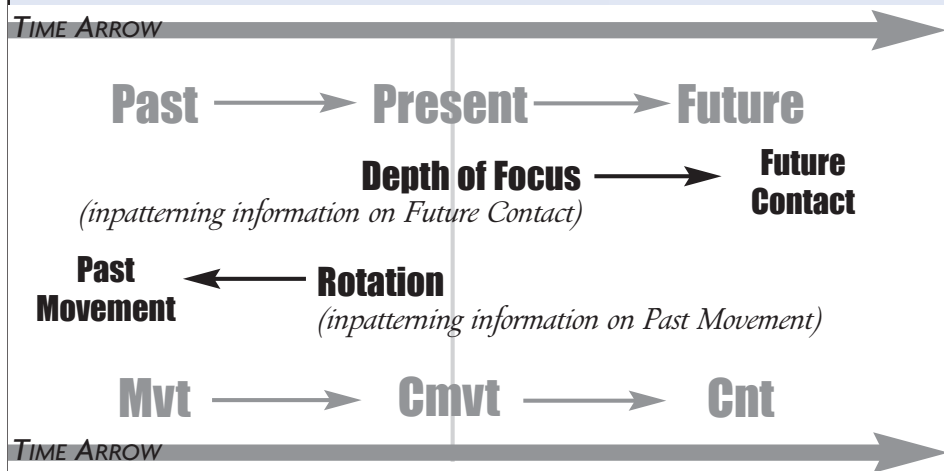 TIME ARROW
Past Present Future
Depth of Focus
Future
Contact
(inpatterning information on Future Contact)
Past
Movement
Rotation
(inpatterning information on Past Movement)
Mvt Cmvt Cnt
TIME ARROW